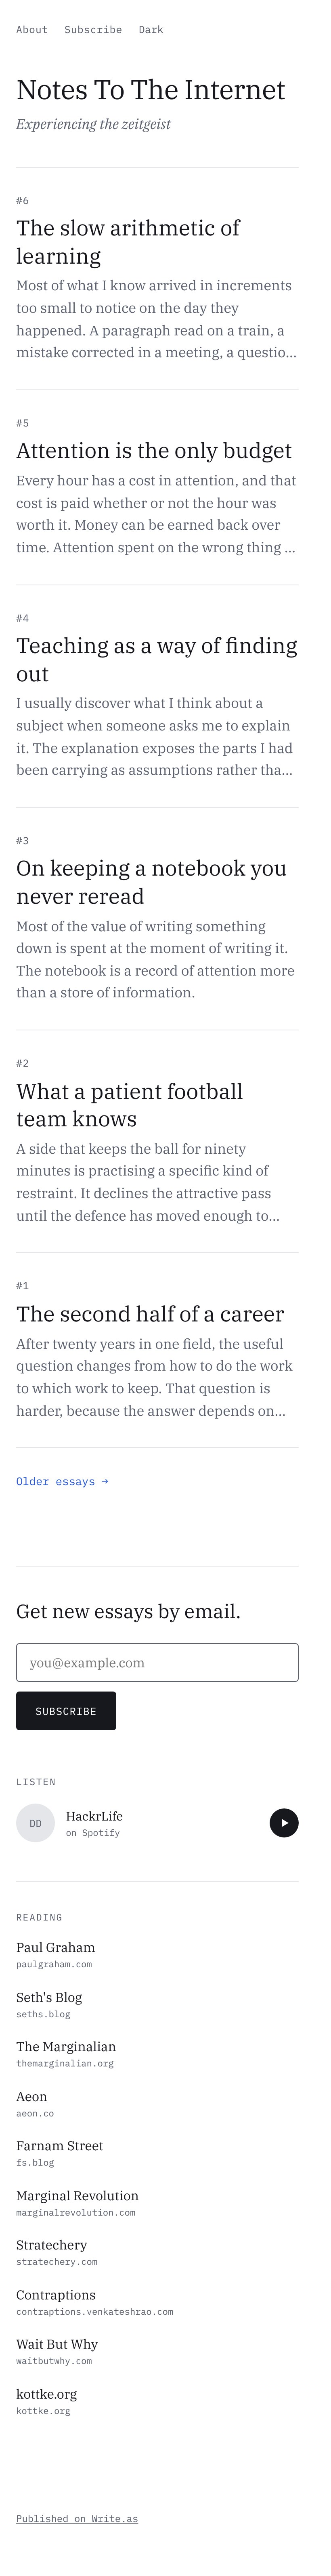 About Subscribe Dark
Notes To The Internet
Experiencing the zeitgeist
#6
The slow arithmetic of
learning
Most of what I know arrived in increments
too small to notice on the day they
happened. A paragraph read on a train, a
mistake corrected in a meeting, a questio...
#5
Attention is the only budget
Every hour has a cost in attention, and that
cost is paid whether or not the hour was
worth it. Money can be earned back over
time. Attention spent on the wrong thing ...
#4
Teaching as a way of finding
out
I usually discover what I think about a
subject when someone asks me to explain
it. The explanation exposes the parts I had
been carrying as assumptions rather tha...
#3
On keeping a notebook you
never reread
Most of the value of writing something
down is spent at the moment of writing it.
The notebook is a record of attention more
than a store of information.
#2
What a patient football
team knows
A side that keeps the ball for ninety
minutes is practising a specific kind of
restraint. It declines the attractive pass
until the defence has moved enough to...
#1
The second half of a career
After twenty years in one field, the useful
question changes from how to do the work
to which work to keep. That question is
harder, because the answer depends on...
Older essays →
Get new essays by email.
you@example.com
SUBSCRIBE
LISTEN
DD
HackrLife
on Spotify
READING
Paul Graham
paulgraham.com
Seth's Blog
seths.blog
The Marginalian
themarginalian.org
Aeon
aeon.co
Farnam Street
fs.blog
Marginal Revolution
marginalrevolution.com
Stratechery
stratechery.com
Contraptions
contraptions.venkateshrao.com
Wait But Why
waitbutwhy.com
kottke.org
kottke.org
Published on Write.as